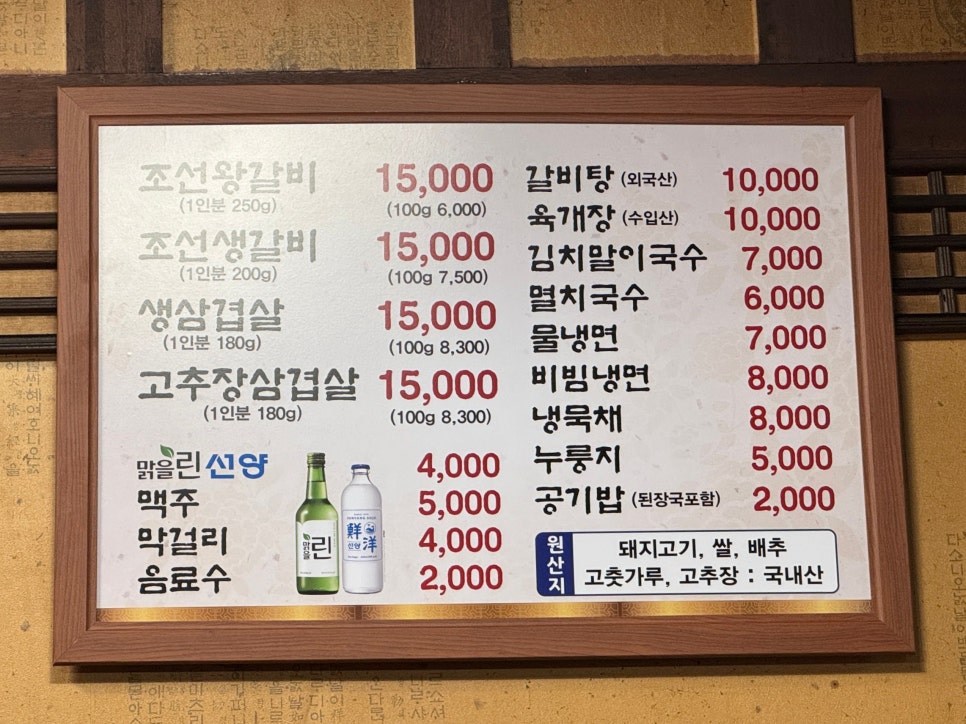 조선왕갈비 15,000
(1인분 250g) (100g 6,000)
조선생갈비 15,000
(1인분 200g) (100g 7,500)
생삼겹살 15,000
(1인분 180g) (100g 8,300)
고추장삼겹살 15,000
(1인분 180g) (100g 8,300)
맑을린 선양 4,000
맥주 5,000
막걸리 4,000
음료수 2,000
맑을린
鮮洋
선양
갈비탕 (외국산) 10,000
육개장 (수입산) 10,000
김치말이국수 7,000
멸치국수 6,000
물냉면 7,000
비빔냉면 8,000
냉묵채 8,000
누룽지 5,000
공기밥 (된장국포함) 2,000
원산지
돼지고기, 쌀, 배추
고춧가루, 고추장 : 국내산